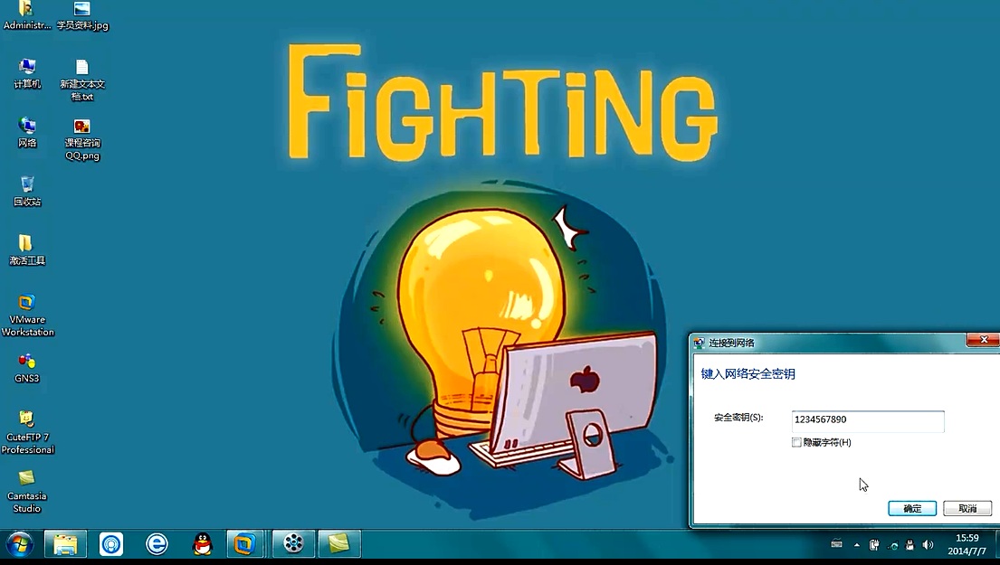 Administr...
学员资料.jpg
计算机
新建文本文
档.txt
网络
课程咨询
QQ.png
回收站
激活工具
VMware
Workstation
GNS3
CuteFTP 7
Professional
Camtasia
Studio
FiGHTiNG
连接到网络
键入网络安全密钥
安全密钥(S):
1234567890
隐藏字符(H)
确定
取消
15:59
2014/7/7